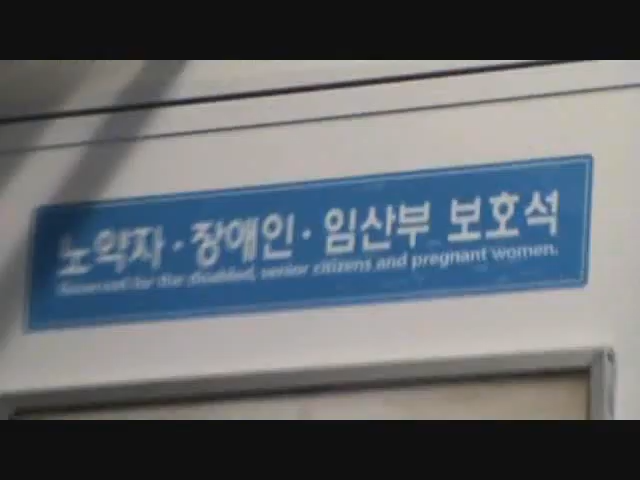 노약자·장애인·임산부 보호석
Reserved for the disabled, senior citizens and pregnant women.